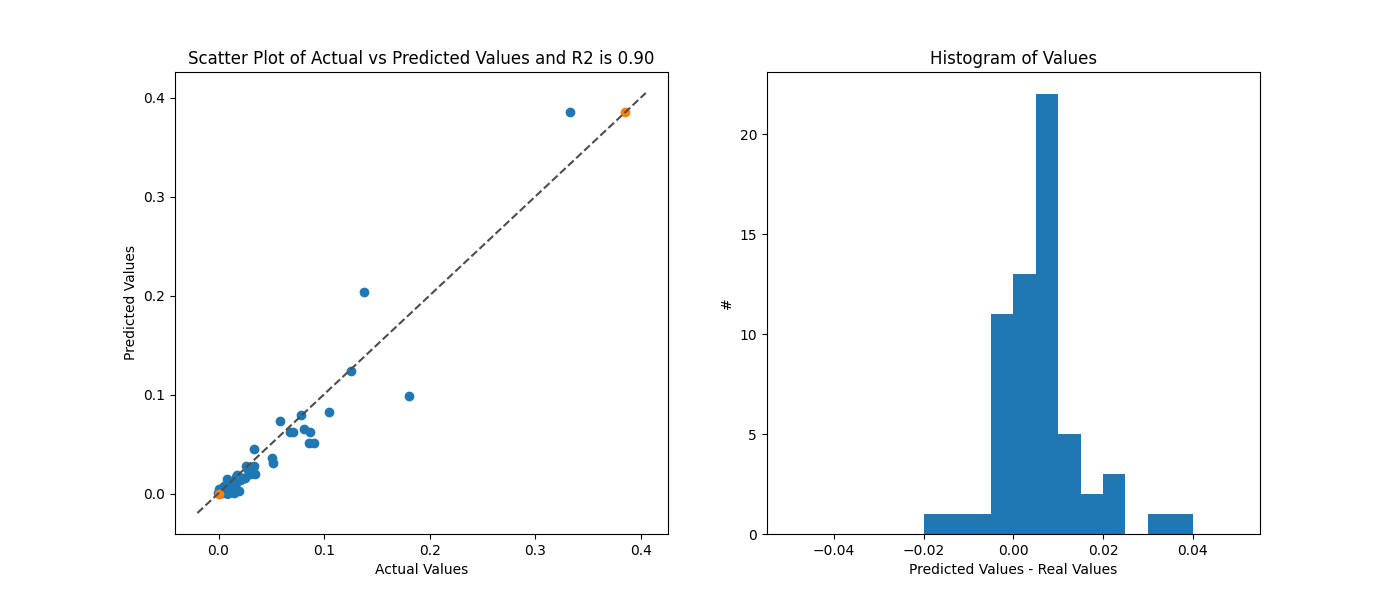 Scatter Plot of Actual vs Predicted Values and R2 is 0.90
0.4
0.3
0.2
0.1
0.0
Predicted Values
0.0 0.1 0.2 0.3 0.4
Actual Values
Histogram of Values
20
15
10
5
0
#
−0.04 −0.02 0.00 0.02 0.04
Predicted Values - Real Values